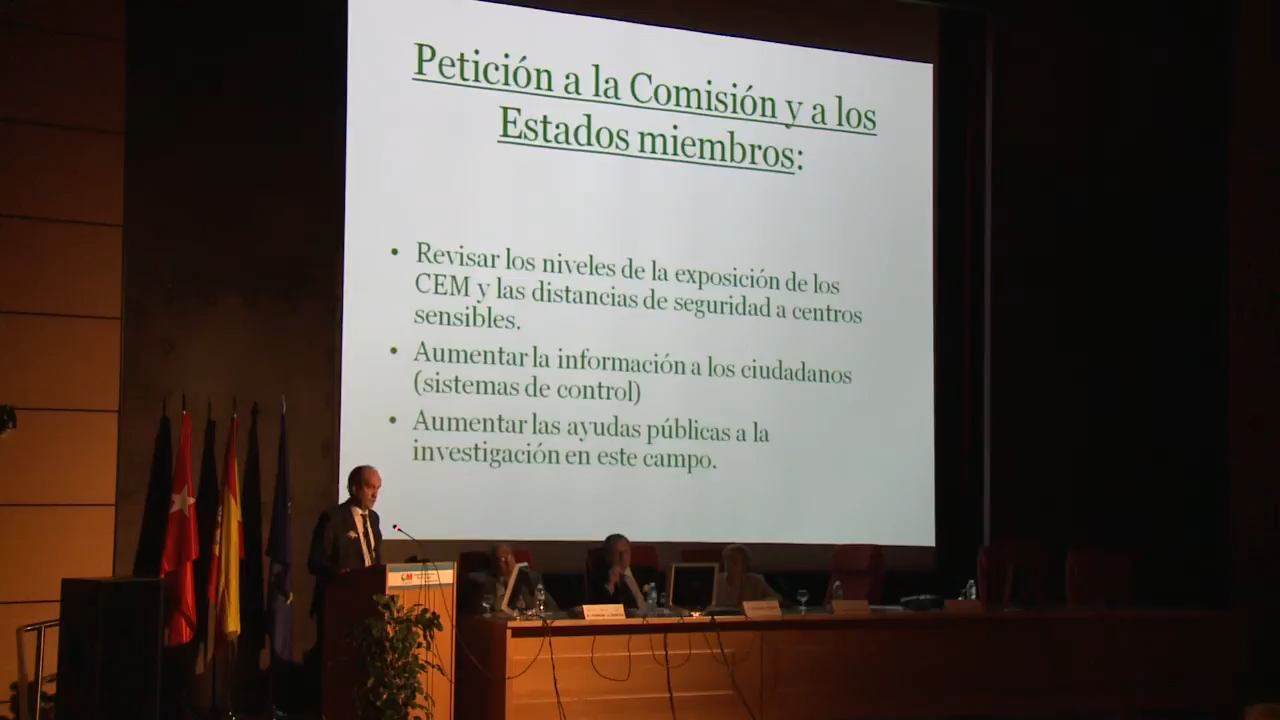 Petición a la Comisión y a los
Estados miembros:
• Revisar los niveles de la exposición de los
CEM y las distancias de seguridad a centros
sensibles.
• Aumentar la información a los ciudadanos
(sistemas de control)
• Aumentar las ayudas públicas a la
investigación en este campo.